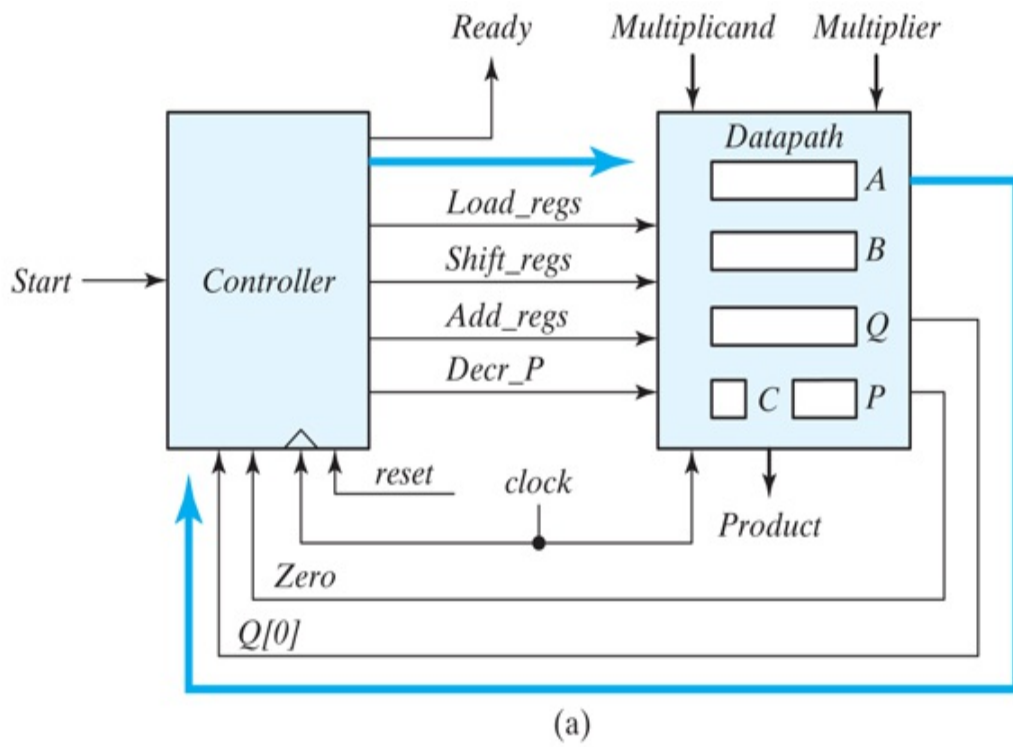 Ready
Multiplicand
Multiplier
Datapath
A
Load_regs
B
Shift_regs
Start
Controller
Add_regs
Q
Decr_P
C
P
reset
clock
Product
Zero
Q[0]
(a)